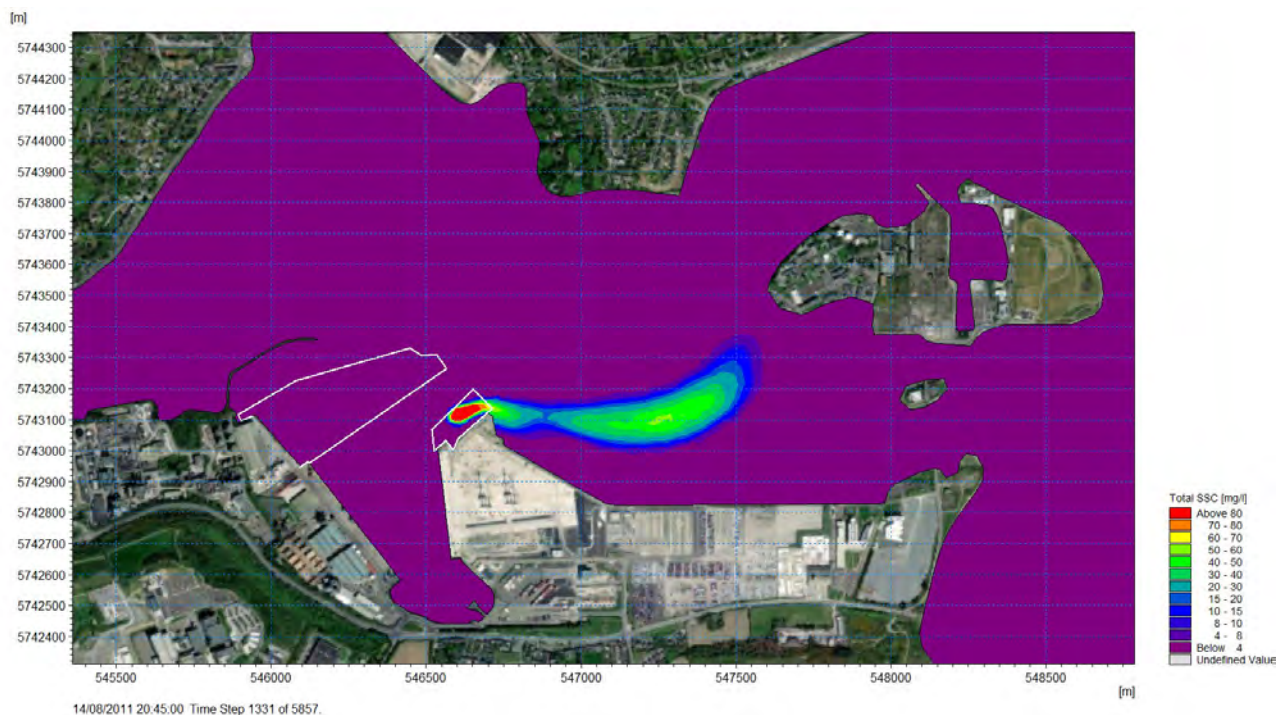 [m]
5744300
5744200
5744100
5744000
5743900
5743800
5743700
5743600
5743500
5743400
5743300
5743200
5743100
5743000
5742900
5742800
5742700
5742600
5742500
5742400
545500 546000 546500 547000 547500 548000 548500
[m]
Total SSC [mg/l]
Above 80
70 - 80
60 - 70
50 - 60
40 - 50
30 - 40
20 - 30
15 - 20
10 - 15
8 - 10
4 - 8
Below 4
Undefined Value
14/08/2011 20:45:00 Time Step 1331 of 5857.